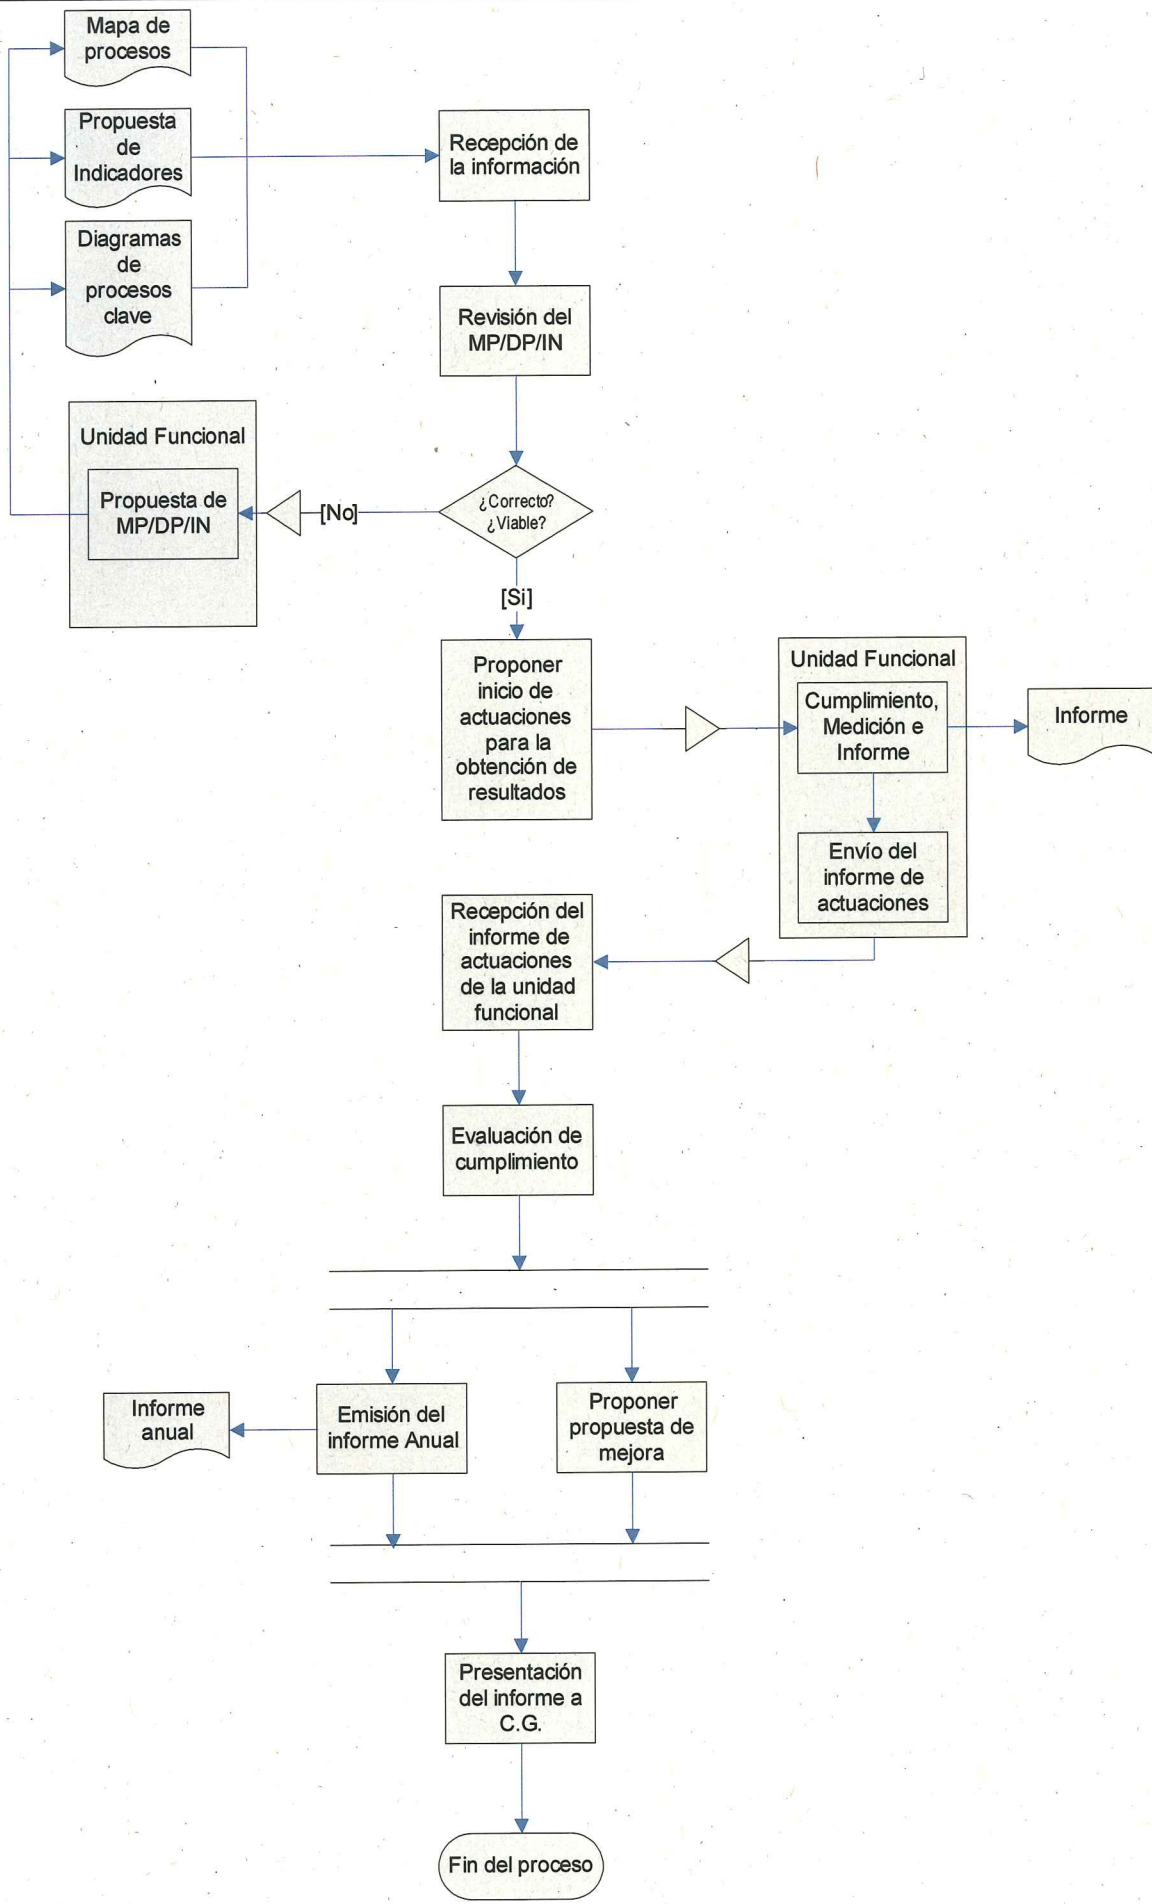 Mapa de
procesos
Propuesta
de
Indicadores
Diagramas
de
procesos
clave
Recepción de
la información
Revisión del
MP/DP/IN
¿Correcto?
¿Viable?
[No]
Unidad Funcional
Propuesta de
MP/DP/IN
[Si]
Proponer
inicio de
actuaciones
para la
obtención de
resultados
Unidad Funcional
Cumplimiento,
Medición e
Informe
Informe
Envío del
informe de
actuaciones
Recepción del
informe de
actuaciones
de la unidad
funcional
Evaluación de
cumplimiento
Informe
anual
Emisión del
informe Anual
Proponer
propuesta de
mejora
Presentación
del informe a
C.G.
Fin del proceso